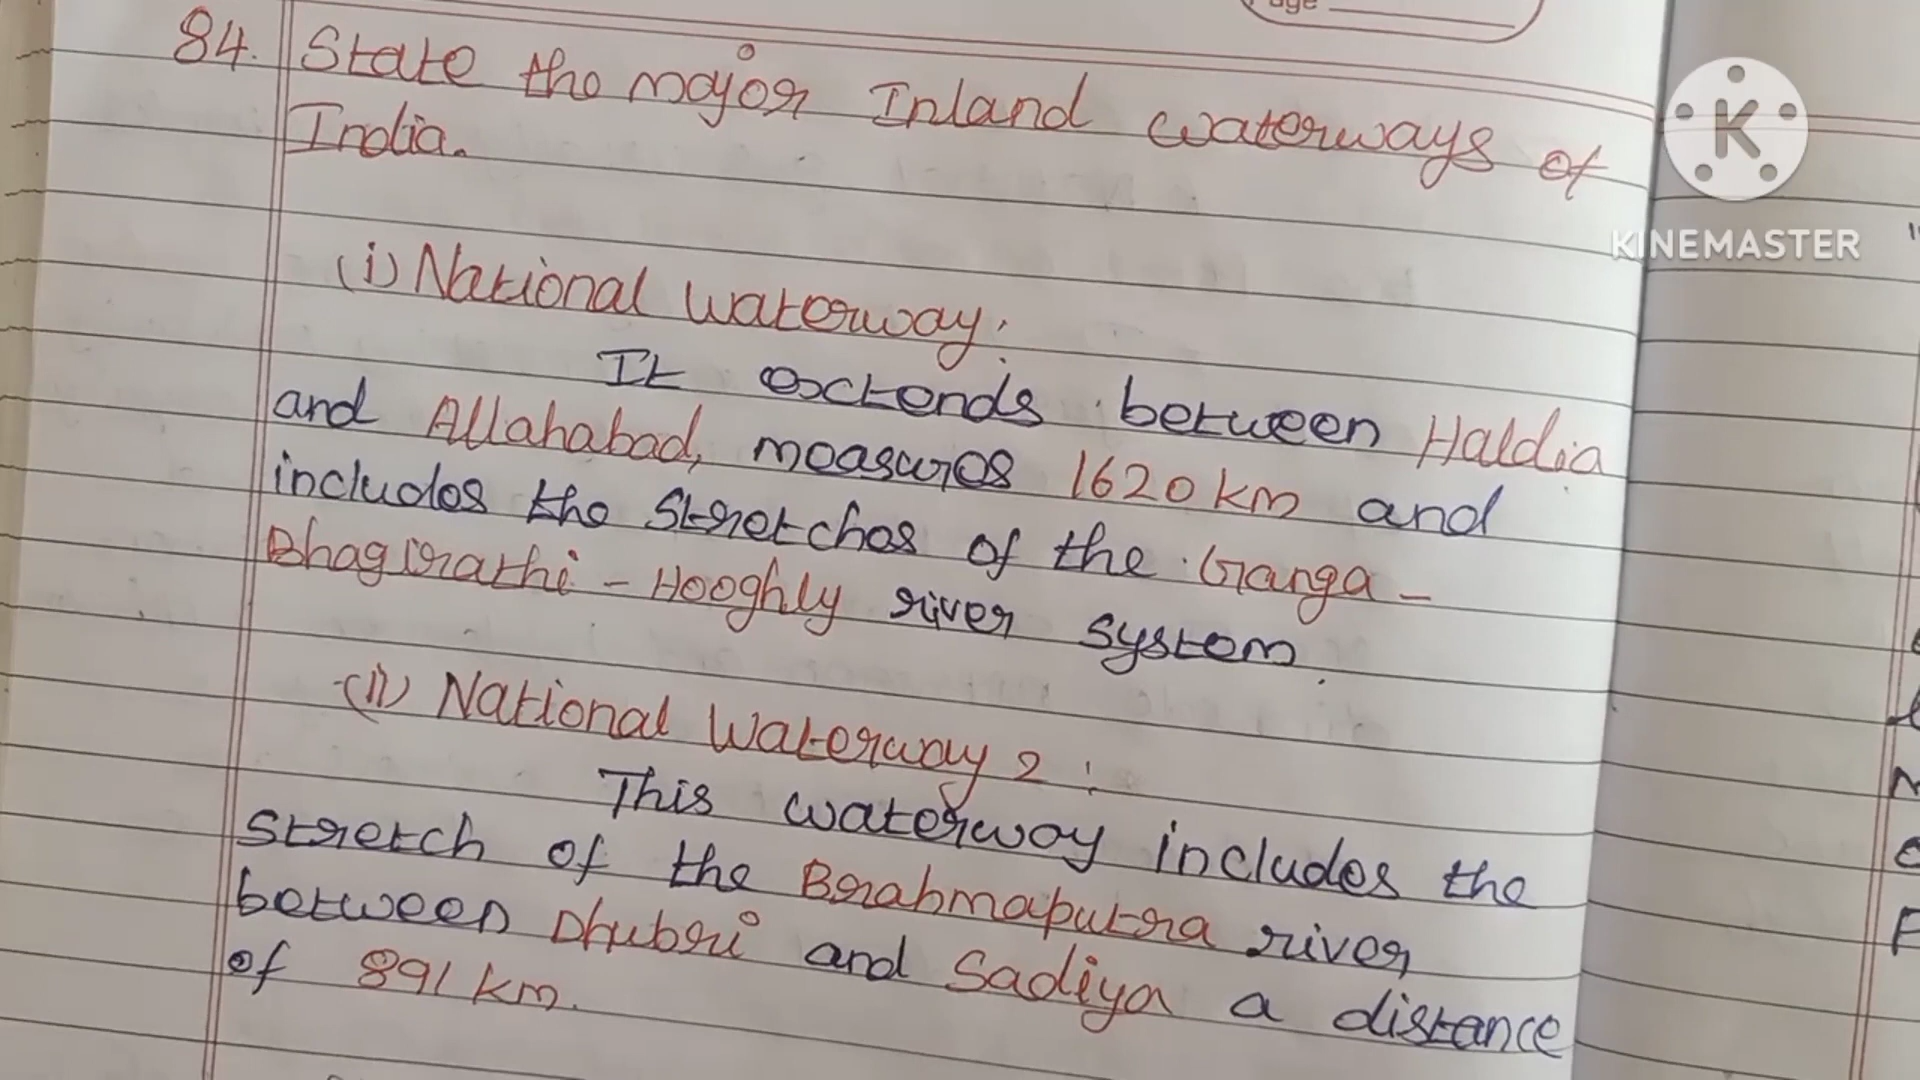 Page
84. State the major Inland waterways of
India.
(i) National waterway:
It extends between Haldia
and Allahabad, measures 1620 km and
includes the stretches of the Ganga -
Bhagirathi - Hooghly river system.
(ii) National Waterway 2 :
This waterway includes the
stretch of the Brahmaputra river
between Dhubri and Sadiya a distance
of 891 km.
K
KINEMASTER